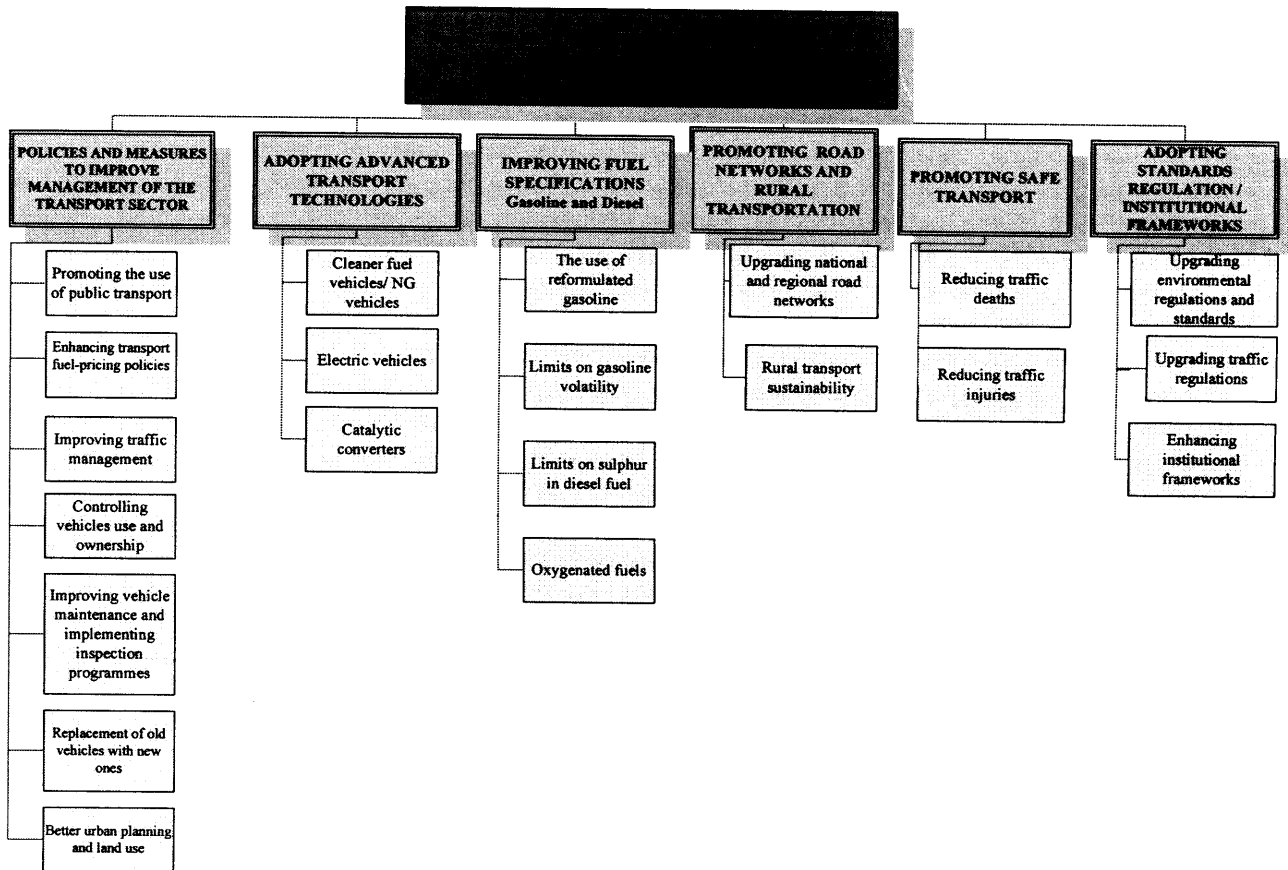 POLICIES AND MEASURES
TO IMPROVE
MANAGEMENT OF THE
TRANSPORT SECTOR
Promoting the use
of public transport
Enhancing transport
fuel-pricing policies
Improving traffic
management
Controlling
vehicles use and
ownership
Improving vehicle
maintenance and
implementing
inspection
programmes
Replacement of old
vehicles with new
ones
Better urban planning
and land use
ADOPTING ADVANCED
TRANSPORT
TECHNOLOGIES
Cleaner fuel
vehicles/ NG
vehicles
Electric vehicles
Catalytic
converters
IMPROVING FUEL
SPECIFICATIONS
Gasoline and Diesel
The use of
reformulated
gasoline
Limits on gasoline
volatility
Limits on sulphur
in diesel fuel
Oxygenated fuels
PROMOTING ROAD
NETWORKS AND
RURAL
TRANSPORTATION
Upgrading national
and regional road
networks
Rural transport
sustainability
PROMOTING SAFE
TRANSPORT
Reducing traffic
deaths
Reducing traffic
injuries
ADOPTING
STANDARDS
REGULATION /
INSTITUTIONAL
FRAMEWORKS
Upgrading
environmental
regulations and
standards
Upgrading traffic
regulations
Enhancing
institutional
frameworks